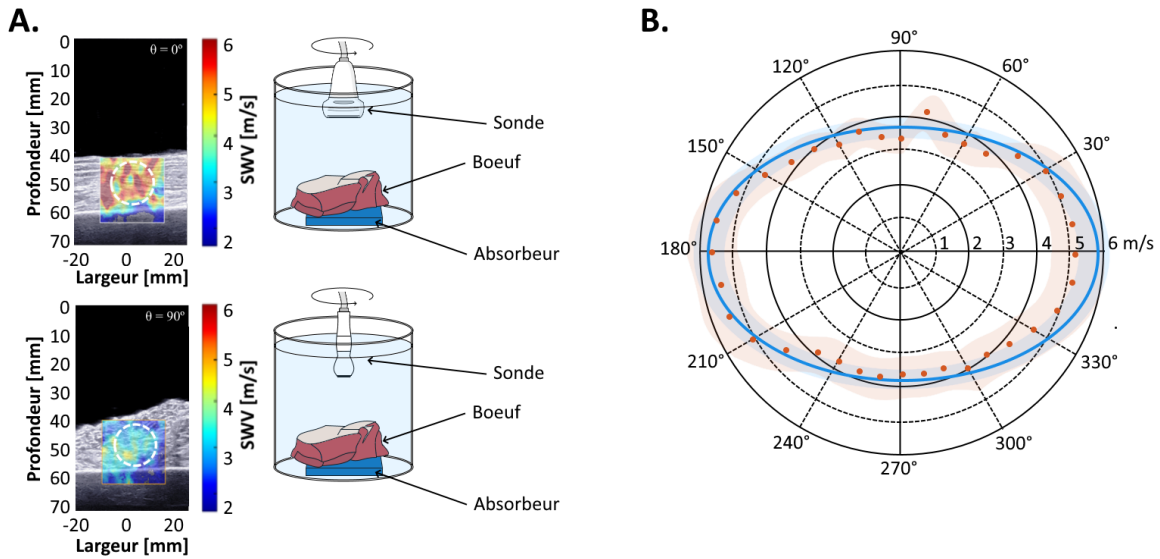 A.
θ = 0°
0
10
20
30
40
50
60
70
Profondeur [mm]
-20
0
20
Largeur [mm]
6
5
4
3
2
SWV [m/s]
Sonde
Boeuf
Absorbeur
θ = 90°
0
10
20
30
40
50
60
70
Profondeur [mm]
-20
0
20
Largeur [mm]
6
5
4
3
2
SWV [m/s]
Sonde
Boeuf
Absorbeur
B.
90°
120°
60°
150°
30°
180°
1
2
3
4
5
6 m/s
210°
330°
240°
300°
270°